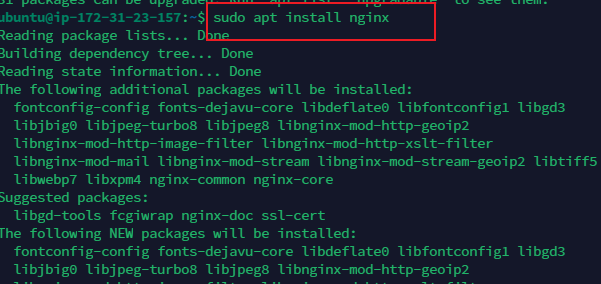 ubuntu@ip-172-31-23-157:~$ sudo apt install nginx
Reading package lists... Done
Building dependency tree... Done
Reading state information... Done
The following additional packages will be installed:
fontconfig-config fonts-dejavu-core libdeflate0 libfontconfig1 libgd3
libjbig0 libjpeg-turbo8 libjpeg8 libnginx-mod-http-geoip2
libnginx-mod-http-image-filter libnginx-mod-http-xslt-filter
libnginx-mod-mail libnginx-mod-stream libnginx-mod-stream-geoip2 libtiff5
libwebp7 libxpm4 nginx-common nginx-core
Suggested packages:
libgd-tools fcgiwrap nginx-doc ssl-cert
The following NEW packages will be installed:
fontconfig-config fonts-dejavu-core libdeflate0 libfontconfig1 libgd3
libjbig0 libjpeg-turbo8 libjpeg8 libnginx-mod-http-geoip2